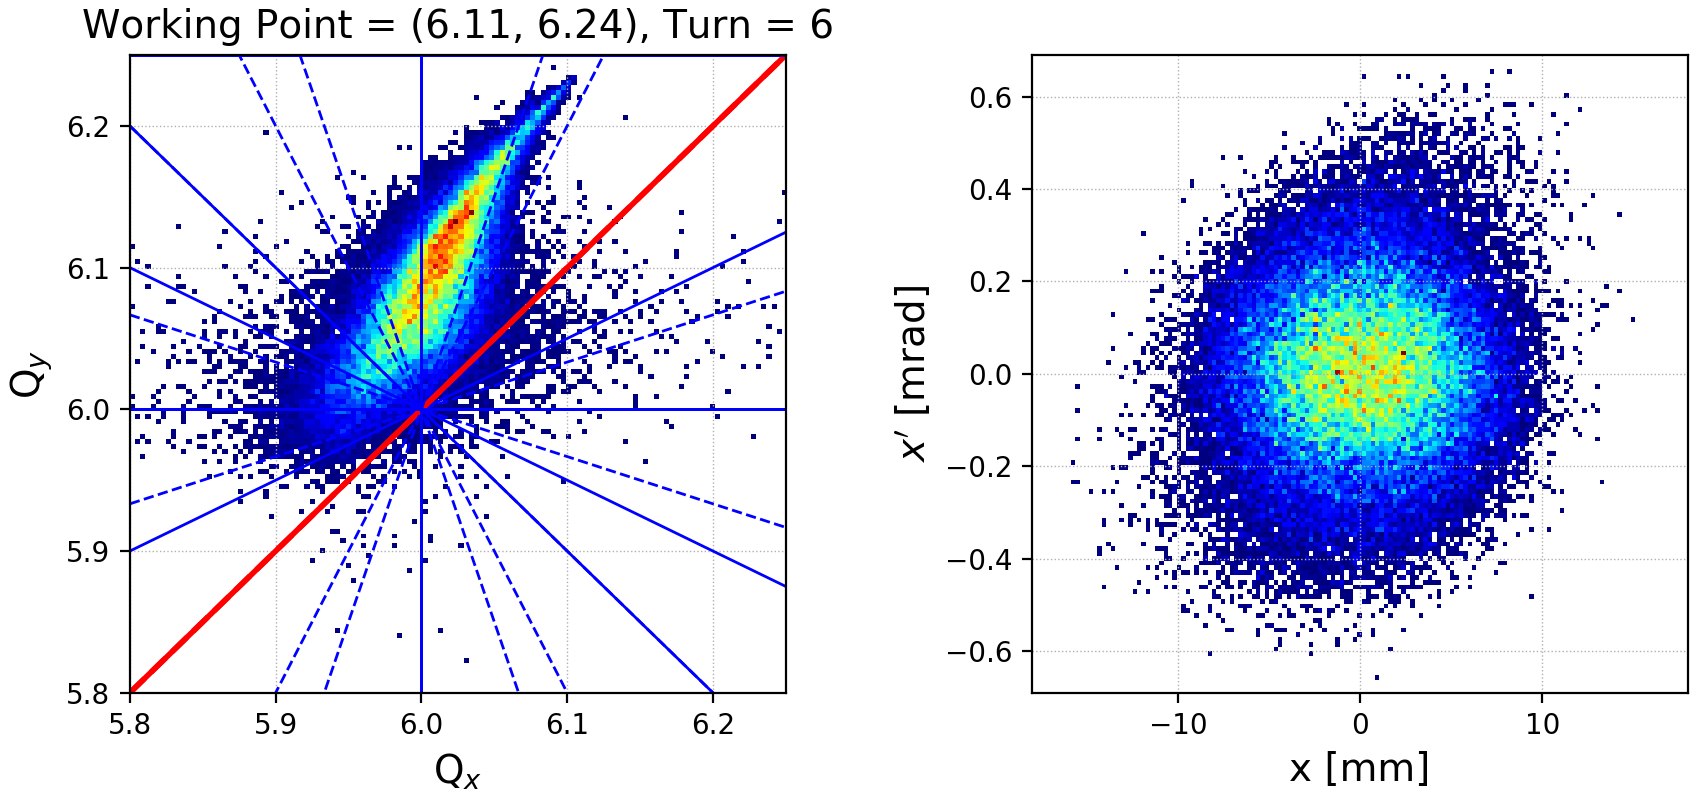 Working Point = (6.11, 6.24), Turn = 6
6.2
6.1
6.0
5.9
5.8
Q_y
5.8 5.9 6.0 6.1 6.2
Q_x
0.6
0.4
0.2
0.0
−0.2
−0.4
−0.6
x′ [mrad]
−10 0 10
x [mm]